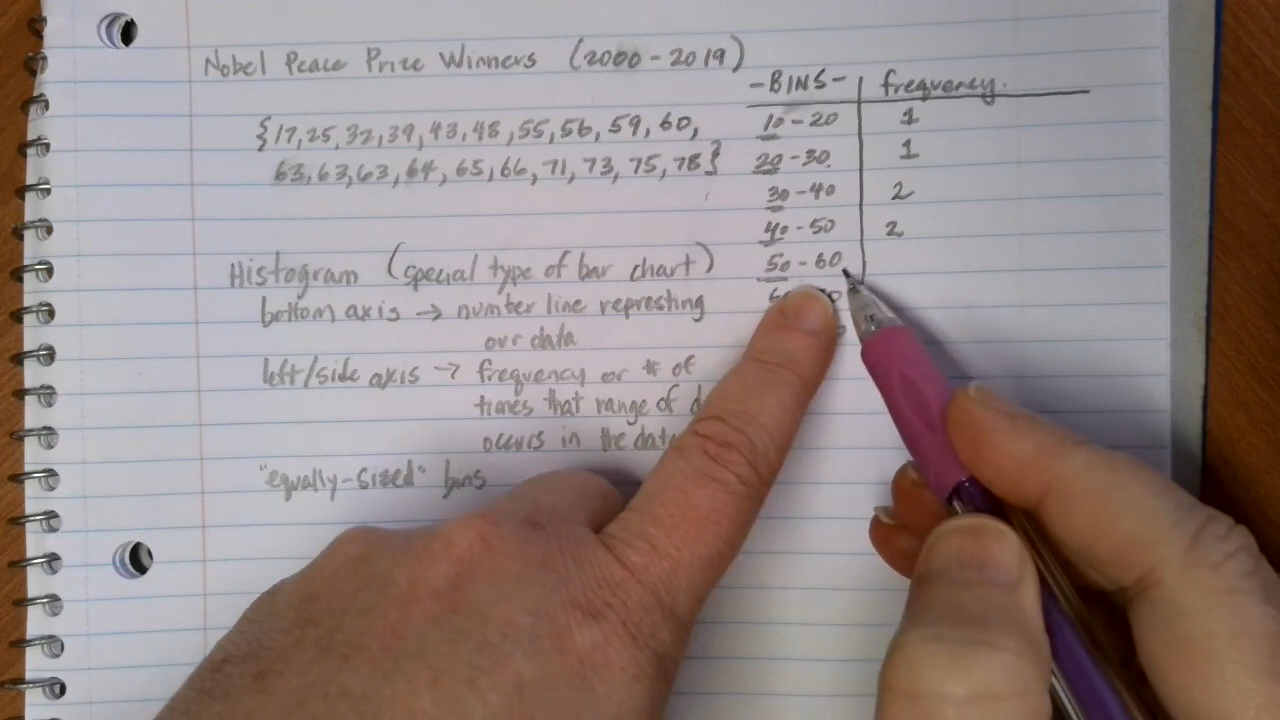 Nobel Peace Prize Winners (2000-2019)
{17, 25, 32, 39, 43, 48, 55, 56, 59, 60,
63, 63, 63, 64, 65, 66, 71, 73, 75, 78}
Histogram (special type of bar chart)
bottom axis → number line represting
our data
left/side axis → frequency or # of
times that range of
occurs in the data
"equally-sized" bins
-BINS- frequency.
10-20 1
20-30 1
30-40 2
40-50 2
50-60